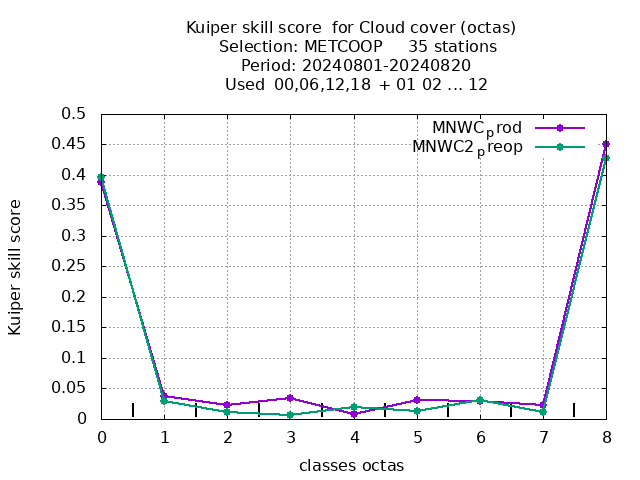 Kuiper skill score  for Cloud cover (octas)
Selection: METCOOP     35 stations
Period: 20240801-20240820
Used  00,06,12,18 + 01 02 ... 12
MNWCprod
MNWC2preop
0.5
0.45
0.4
0.35
0.3
0.25
0.2
0.15
0.1
0.05
0
Kuiper skill score
0 1 2 3 4 5 6 7 8
classes octas